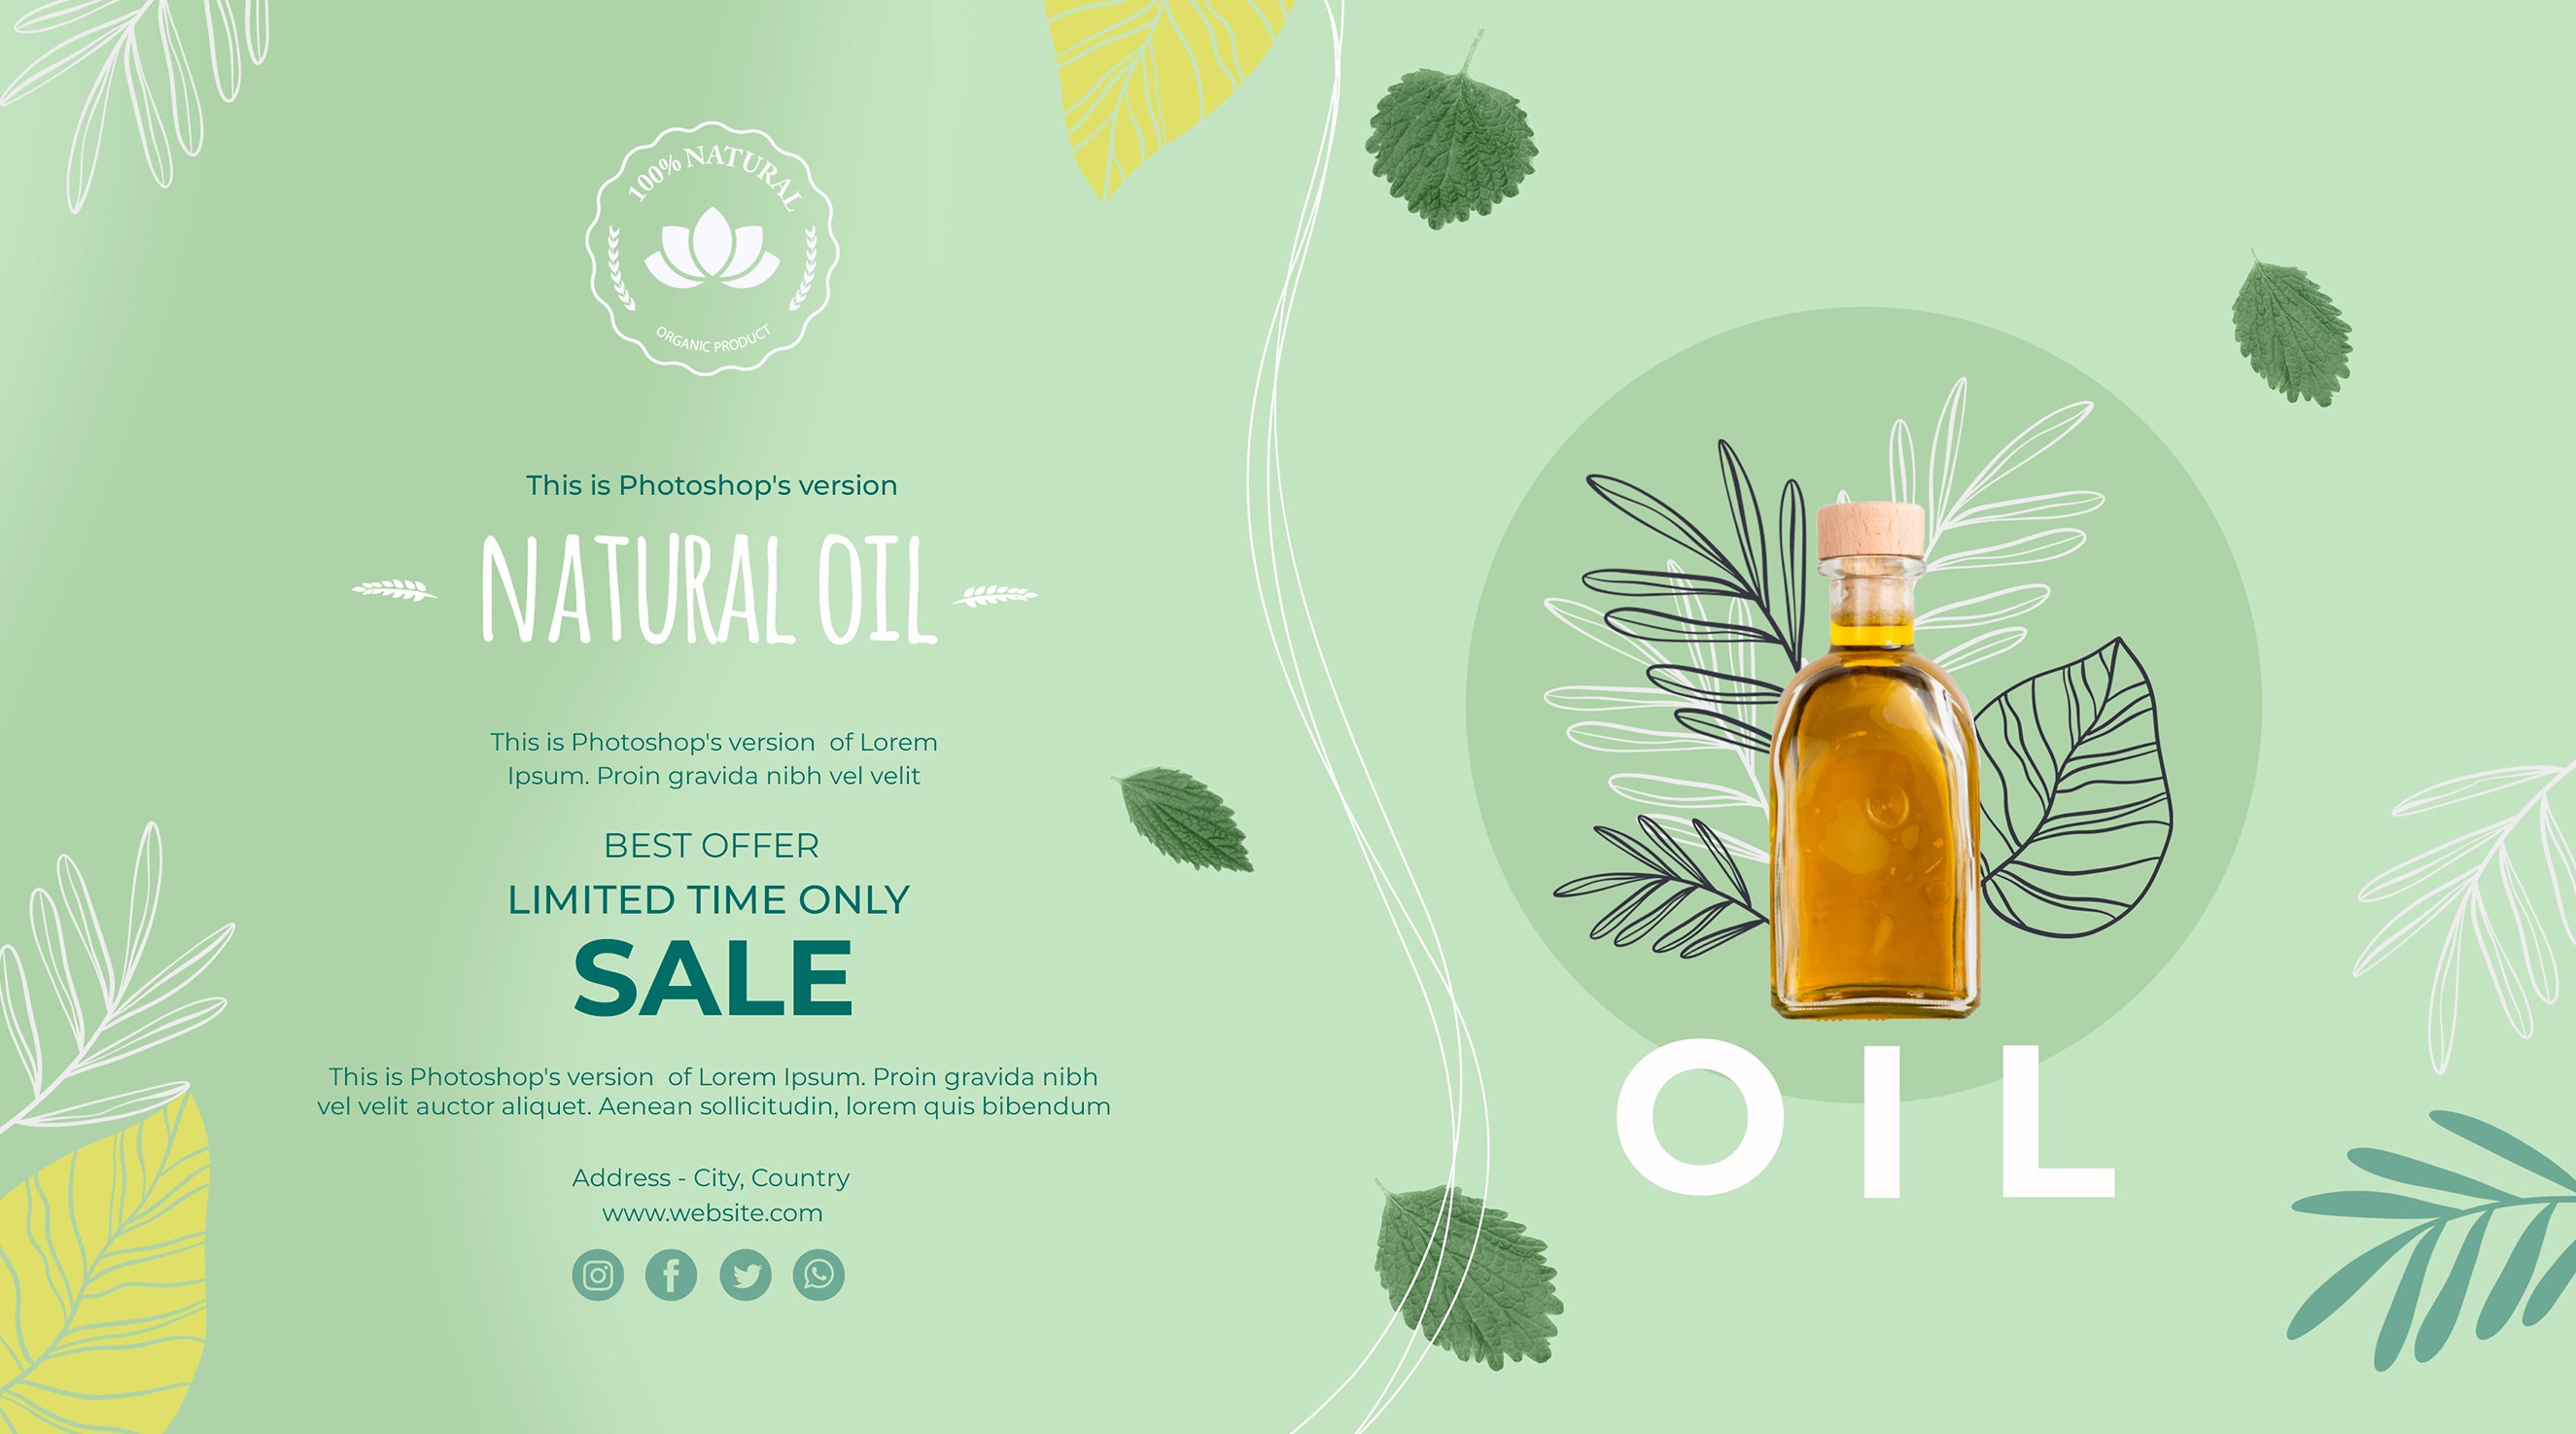 100% NATURAL
ORGANIC PRODUCT
This is Photoshop's version
NATURAL OIL
This is Photoshop's version  of Lorem
Ipsum. Proin gravida nibh vel velit
BEST OFFER
LIMITED TIME ONLY
SALE
This is Photoshop's version  of Lorem Ipsum. Proin gravida nibh
vel velit auctor aliquet. Aenean sollicitudin, lorem quis bibendum
Address - City, Country
www.website.com
OIL